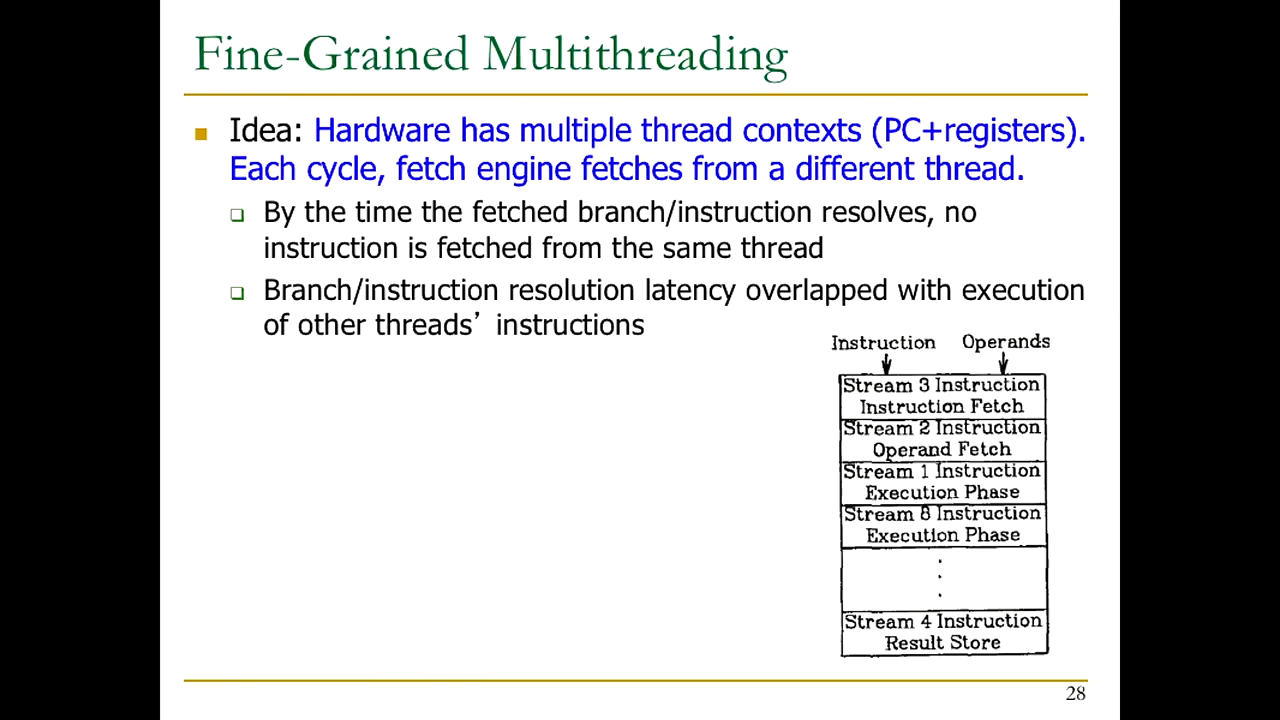 Fine-Grained Multithreading
Idea: Hardware has multiple thread contexts (PC+registers).
Each cycle, fetch engine fetches from a different thread.
By the time the fetched branch/instruction resolves, no
instruction is fetched from the same thread
Branch/instruction resolution latency overlapped with execution
of other threads’ instructions
Instruction Operands
Stream 3 Instruction
Instruction Fetch
Stream 2 Instruction
Operand Fetch
Stream 1 Instruction
Execution Phase
Stream 8 Instruction
Execution Phase
.
.
.
Stream 4 Instruction
Result Store
28